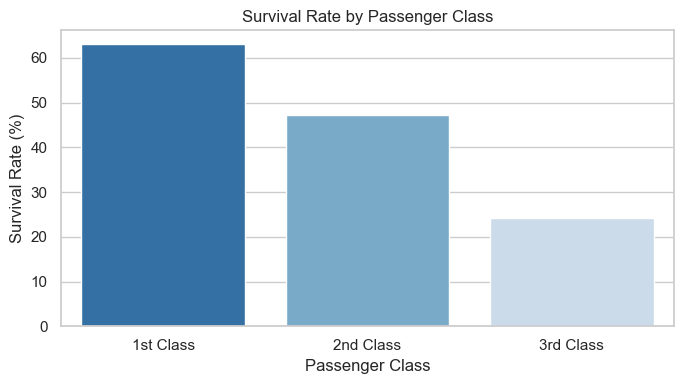 Survival Rate by Passenger Class
Survival Rate (%)
60
50
40
30
20
10
0
1st Class
2nd Class
3rd Class
Passenger Class